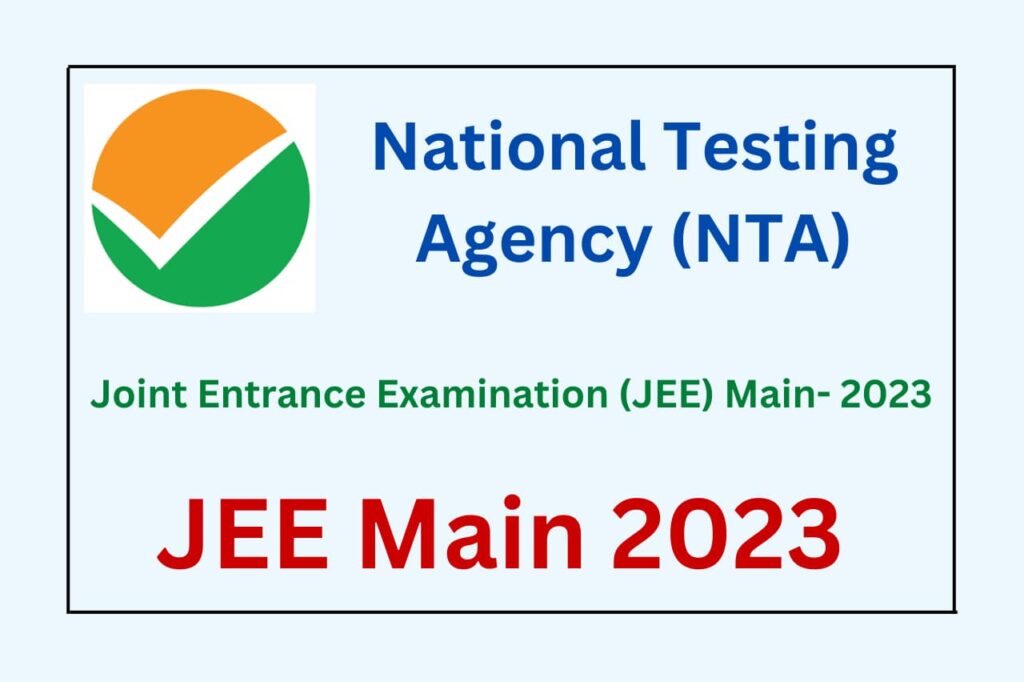 National Testing
Agency (NTA)
Joint Entrance Examination (JEE) Main- 2023
JEE Main 2023